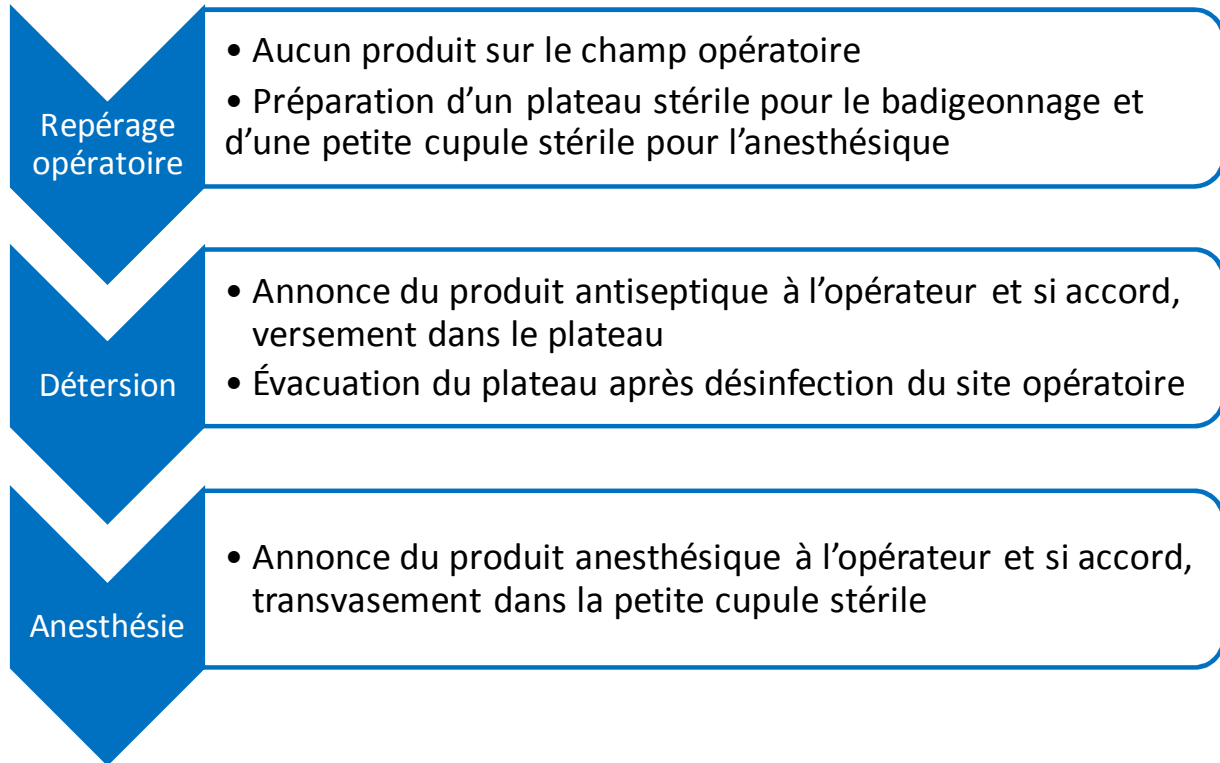 Repérage
opératoire
• Aucun produit sur le champ opératoire
• Préparation d’un plateau stérile pour le badigeonnage et
d’une petite cupule stérile pour l’anesthésique
Détersion
• Annonce du produit antiseptique à l’opérateur et si accord,
versement dans le plateau
• Évacuation du plateau après désinfection du site opératoire
Anesthésie
• Annonce du produit anesthésique à l’opérateur et si accord,
transvasement dans la petite cupule stérile